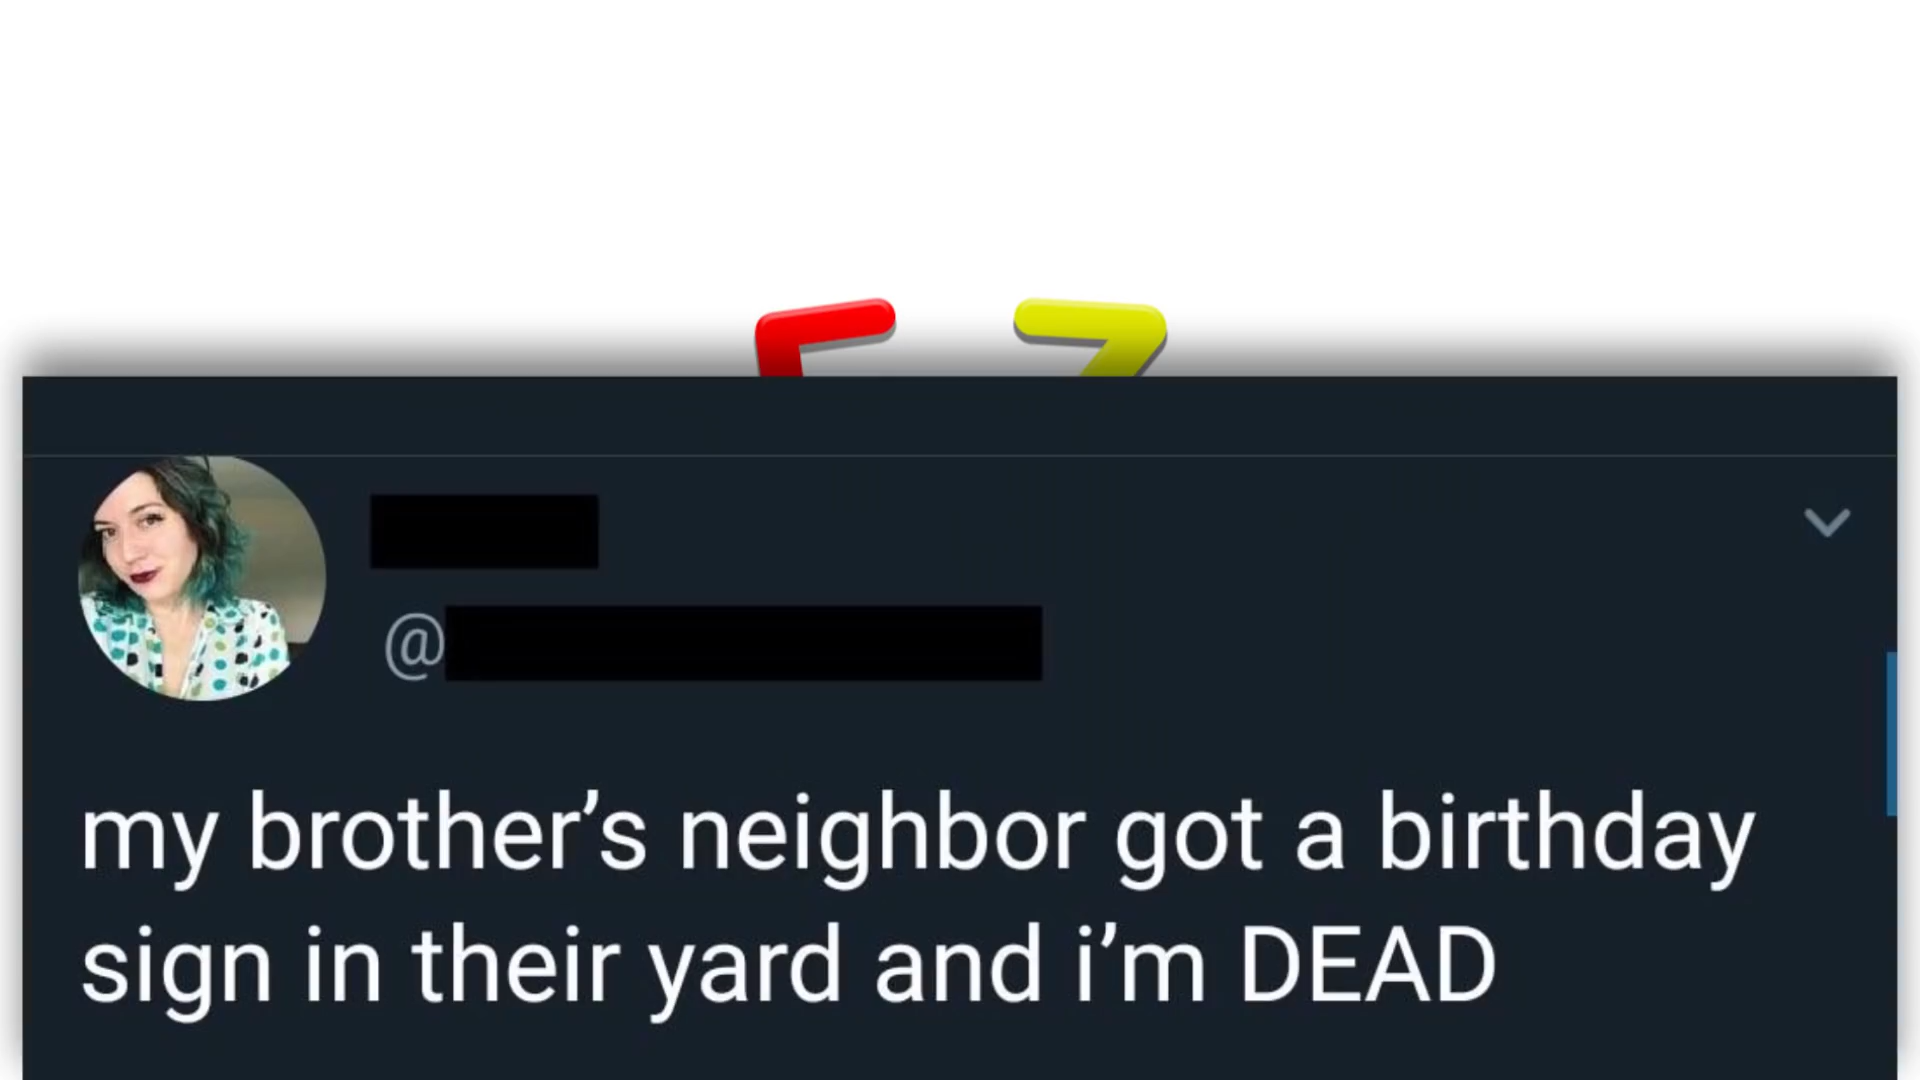 @
my brother’s neighbor got a birthday
sign in their yard and i’m DEAD